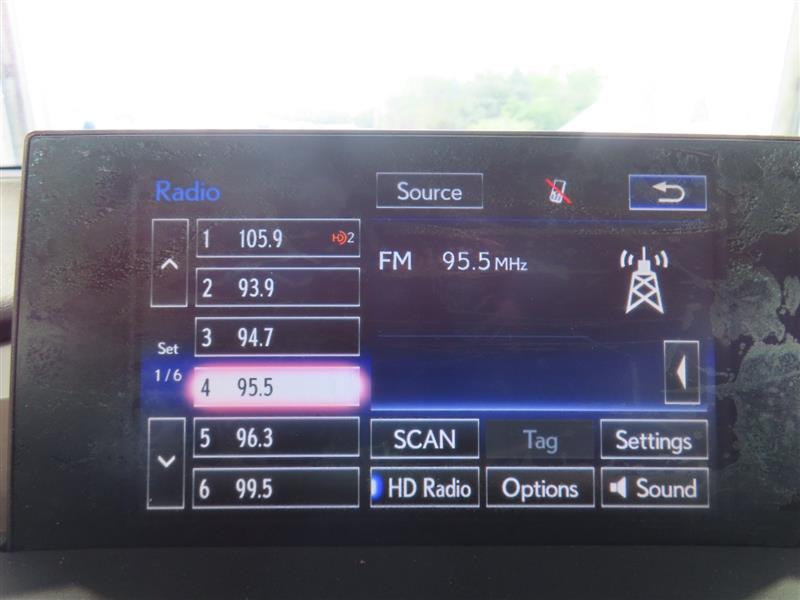 Radio
Source
1 105.9 HD 2
2 93.9
3 94.7
4 95.5
5 96.3
6 99.5
Set
1/6
FM 95.5 MHz
SCAN
Tag
Settings
HD Radio
Options
Sound